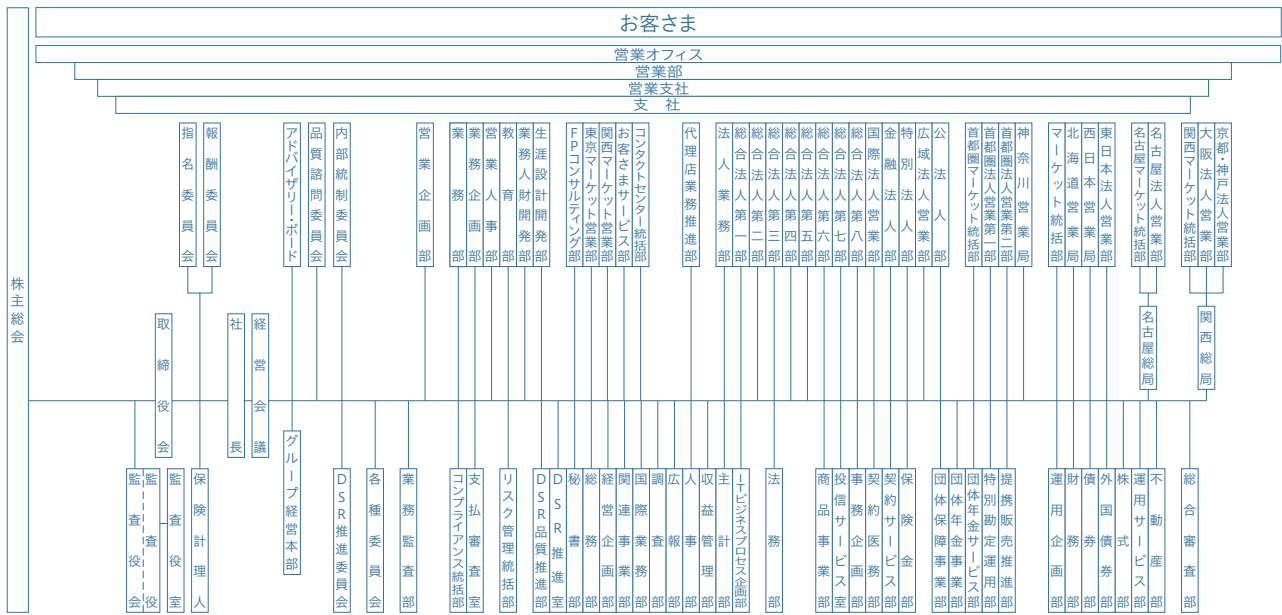 お客さま
営業オフィス
営業部
営業支社
支社
株主総会
指名委員会
報酬委員会
アドバイザリー・ボード
品質諮問委員会
内部統制委員会
営業企画部
業務部
業務企画部
営業人事部
教育部
業務人財開発部
生涯設計開発部
FPコンサルティング部
東京マーケット営業部
関西マーケット営業部
お客さまサービス部
コンタクトセンター統括部
代理店業務推進部
法人業務部
総合法人第一部
総合法人第二部
総合法人第三部
総合法人第四部
総合法人第五部
総合法人第六部
総合法人第七部
総合法人第八部
国際法人営業部
金融法人部
特別法人部
広域法人営業部
公法人部
首都圏マーケット統括部
首都圏法人営業第一部
首都圏法人営業第二部
神奈川営業局
マーケット統括部
北海道営業局
西日本営業局
東日本法人営業部
名古屋マーケット統括部
名古屋法人営業部
関西マーケット統括部
大阪法人営業部
京都・神戸法人営業部
取締役会
社長
経営会議
名古屋総局
関西総局
監査役会
監査役
監査役室
保険計理人
グループ経営本部
DSR推進委員会
各種委員会
業務監査部
コンプライアンス統括部
支払審査室
リスク管理統括部
DSR品質推進部
DSR推進室
秘書部
総務部
経営企画部
関連事業部
国際業務部
調査部
広報部
人事部
収益管理部
主計部
ITビジネスプロセス企画部
法務部
商品事業部
投信サービス室
事務企画部
契約医務部
契約サービス部
保険金部
団体保障事業部
団体年金事業部
団体年金サービス部
特別勘定運用部
提携販売推進部
運用企画部
財務部
債券部
外国債券部
株式部
運用サービス部
不動産部
総合審査部